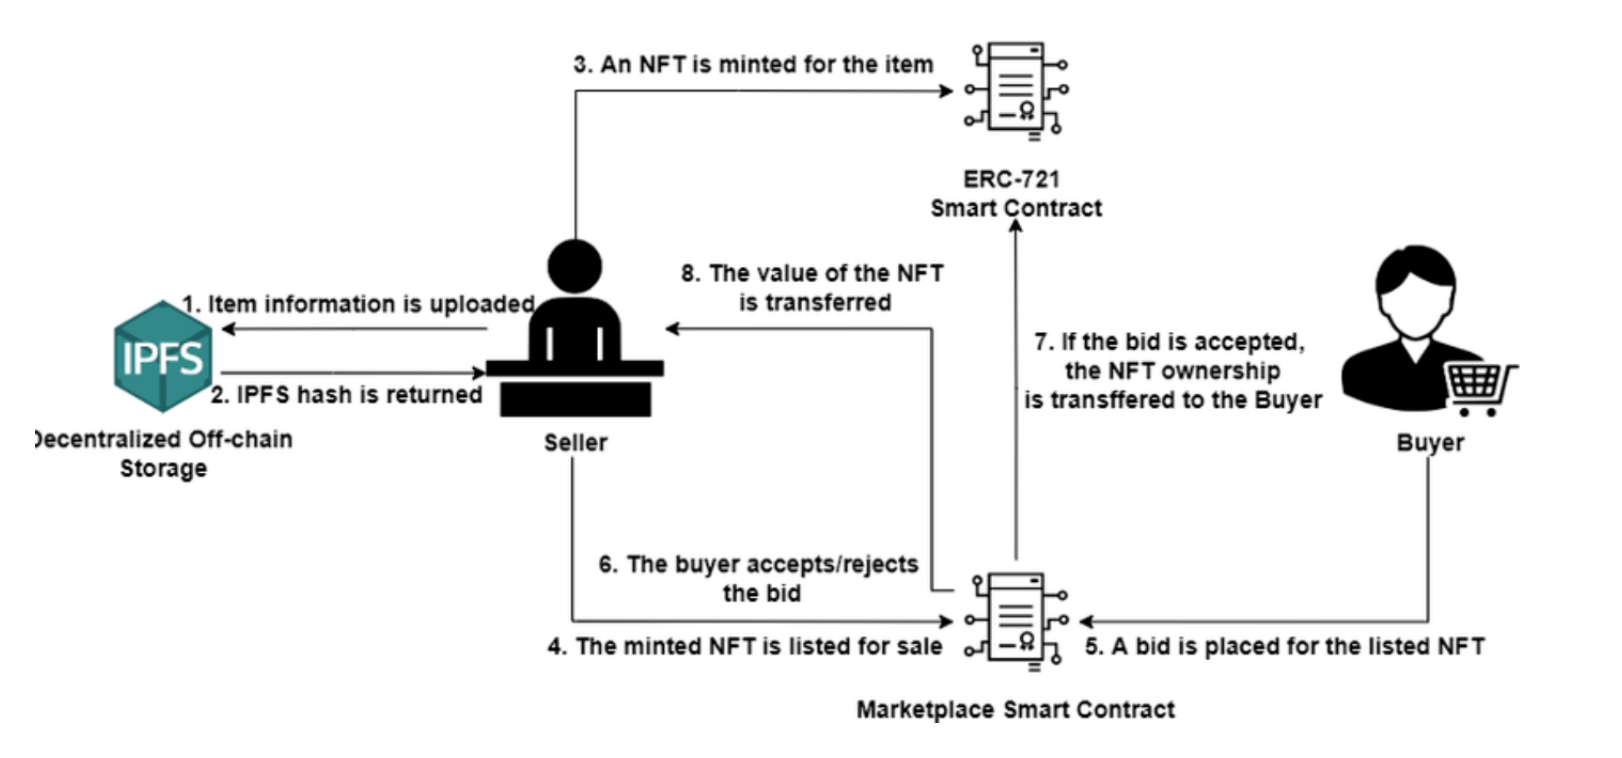 3. An NFT is minted for the item
ERC-721
Smart Contract
8. The value of the NFT
is transferred
1. Item information is uploaded
IPFS
2. IPFS hash is returned
Decentralized Off-chain
Storage
Seller
7. If the bid is accepted,
the NFT ownership
is transffered to the Buyer
Buyer
6. The buyer accepts/rejects
the bid
4. The minted NFT is listed for sale
5. A bid is placed for the listed NFT
Marketplace Smart Contract